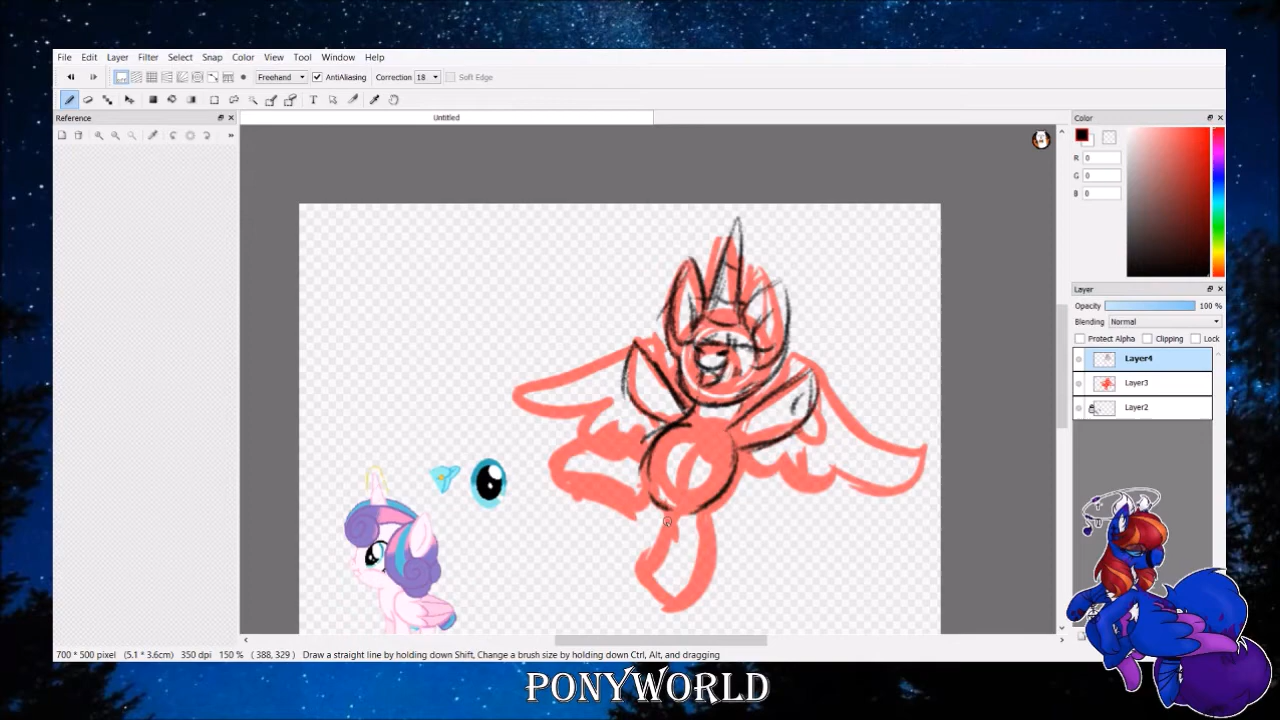 File Edit Layer Filter Select Snap Color View Tool Window Help
Freehand AntiAliasing Correction 18 Soft Edge
Reference
Untitled
Color
R 0
G 0
B 0
Layer
Opacity 100 %
Blending Normal
Protect Alpha Clipping Lock
Layer4
Layer3
Layer2
700 * 500 pixel (5.1 * 3.6cm) 350 dpi 150 % ( 388, 329 ) Draw a straight line by holding down Shift, Change a brush size by holding down Ctrl, Alt, and dragging
PONYWORLD